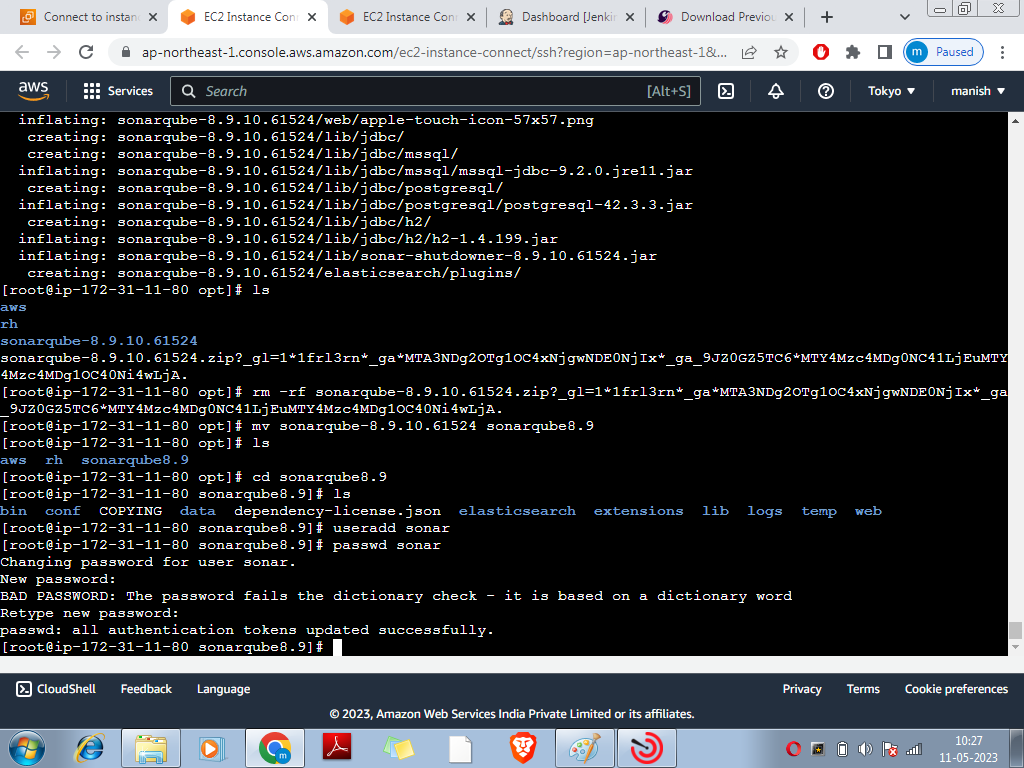 Connect to instan
EC2 Instance Conn
EC2 Instance Conn
Dashboard [Jenkin
Download Previou
ap-northeast-1.console.aws.amazon.com/ec2-instance-connect/ssh?region=ap-northeast-1&...
m
Paused
aws
Services
Search
[Alt+S]
Tokyo
manish
inflating: sonarqube-8.9.10.61524/web/apple-touch-icon-57x57.png
creating: sonarqube-8.9.10.61524/lib/jdbc/
creating: sonarqube-8.9.10.61524/lib/jdbc/mssql/
inflating: sonarqube-8.9.10.61524/lib/jdbc/mssql/mssql-jdbc-9.2.0.jre11.jar
creating: sonarqube-8.9.10.61524/lib/jdbc/postgresql/
inflating: sonarqube-8.9.10.61524/lib/jdbc/postgresql/postgresql-42.3.3.jar
creating: sonarqube-8.9.10.61524/lib/jdbc/h2/
inflating: sonarqube-8.9.10.61524/lib/jdbc/h2/h2-1.4.199.jar
inflating: sonarqube-8.9.10.61524/lib/sonar-shutdowner-8.9.10.61524.jar
creating: sonarqube-8.9.10.61524/elasticsearch/plugins/
[root@ip-172-31-11-80 opt]# ls
aws
rh
sonarqube-8.9.10.61524
sonarqube-8.9.10.61524.zip?_gl=1*1frl3rn*_ga*MTA3NDg2OTg1OC4xNjgwNDE0NjIx*_ga_9JZ0GZ5TC6*MTY4Mzc4MDg0NC41LjEuMTY
4Mzc4MDg1OC40Ni4wLjA.
[root@ip-172-31-11-80 opt]# rm -rf sonarqube-8.9.10.61524.zip?_gl=1*1frl3rn*_ga*MTA3NDg2OTg1OC4xNjgwNDE0NjIx*_ga
_9JZ0GZ5TC6*MTY4Mzc4MDg0NC41LjEuMTY4Mzc4MDg1OC40Ni4wLjA.
[root@ip-172-31-11-80 opt]# mv sonarqube-8.9.10.61524 sonarqube8.9
[root@ip-172-31-11-80 opt]# ls
aws rh sonarqube8.9
[root@ip-172-31-11-80 opt]# cd sonarqube8.9
[root@ip-172-31-11-80 sonarqube8.9]# ls
bin conf COPYING data dependency-license.json elasticsearch extensions lib logs temp web
[root@ip-172-31-11-80 sonarqube8.9]# useradd sonar
[root@ip-172-31-11-80 sonarqube8.9]# passwd sonar
Changing password for user sonar.
New password:
BAD PASSWORD: The password fails the dictionary check - it is based on a dictionary word
Retype new password:
passwd: all authentication tokens updated successfully.
[root@ip-172-31-11-80 sonarqube8.9]#
CloudShell
Feedback
Language
Privacy
Terms
Cookie preferences
© 2023, Amazon Web Services India Private Limited or its affiliates.
m
10:27
11-05-2023